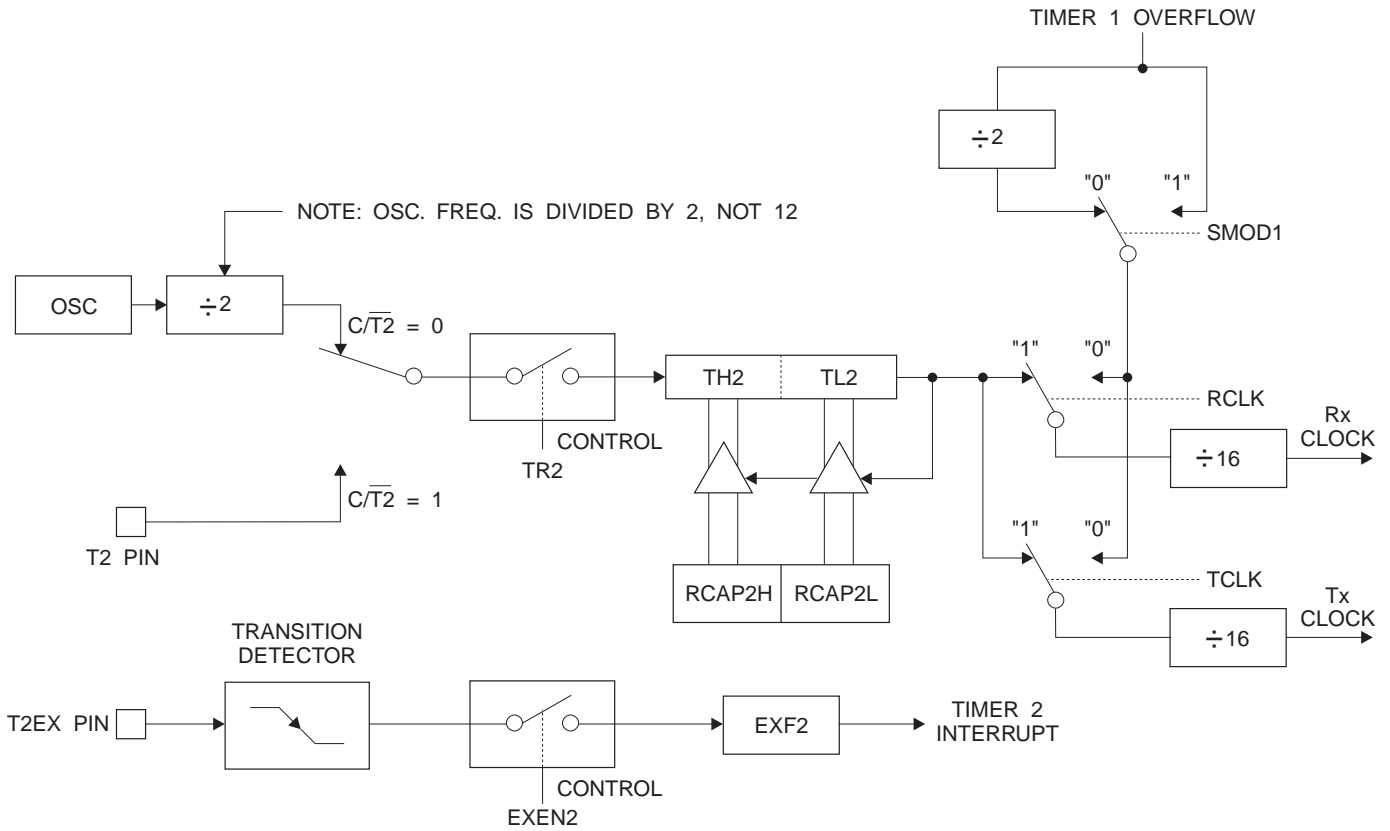 TIMER 1 OVERFLOW
÷2
"0" "1"
SMOD1
NOTE: OSC. FREQ. IS DIVIDED BY 2, NOT 12
OSC
÷2
C/T2̅ = 0
TH2
TL2
"1" "0"
RCLK
Rx
CLOCK
÷16
CONTROL
TR2
C/T2̅ = 1
T2 PIN
RCAP2H
RCAP2L
"1" "0"
TCLK
Tx
CLOCK
÷16
TRANSITION
DETECTOR
T2EX PIN
CONTROL
EXEN2
EXF2
TIMER 2
INTERRUPT